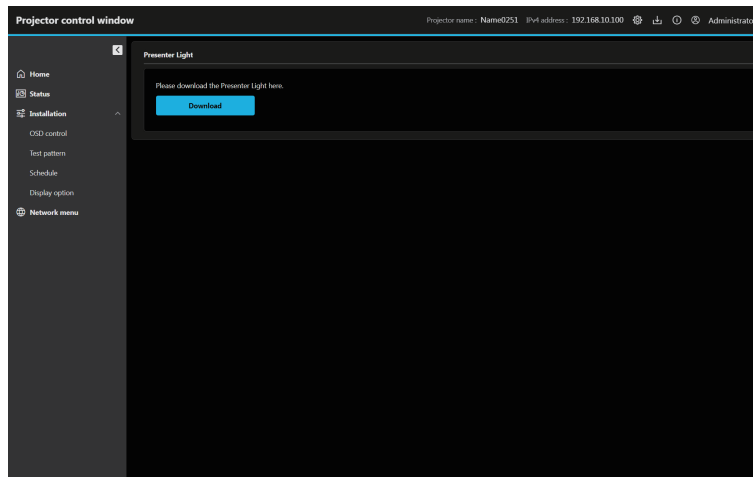 Projector control window
Projector name : Name0251 IPv4 address : 192.168.10.100 Administrato
Presenter Light
Home
Please download the Presenter Light here.
Status
Download
Installation
OSD control
Test pattern
Schedule
Display option
Network menu